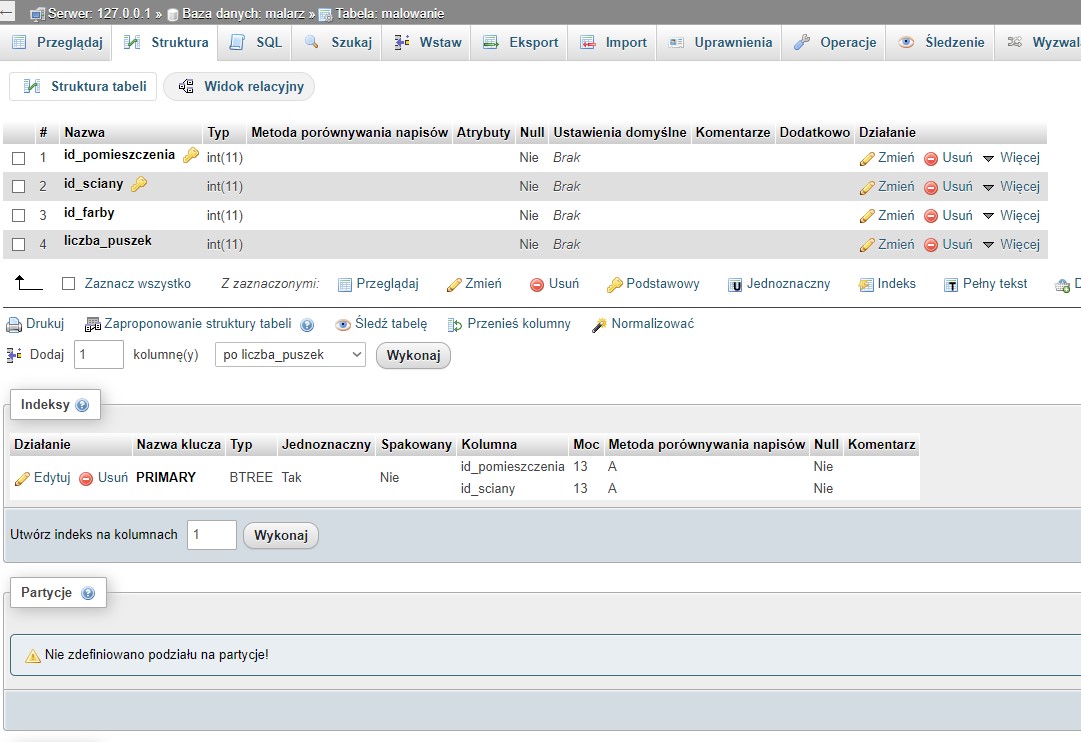 Serwer: 127.0.0.1 » Baza danych: malarz » Tabela: malowanie
Przeglądaj Struktura SQL Szukaj Wstaw Eksport Import Uprawnienia Operacje Śledzenie Wyzwala
Struktura tabeli Widok relacyjny
# Nazwa Typ Metoda porównywania napisów Atrybuty Null Ustawienia domyślne Komentarze Dodatkowo Działanie
1 id_pomieszczenia int(11) Nie Brak Zmień Usuń Więcej
2 id_sciany int(11) Nie Brak Zmień Usuń Więcej
3 id_farby int(11) Nie Brak Zmień Usuń Więcej
4 liczba_puszek int(11) Nie Brak Zmień Usuń Więcej
Zaznacz wszystko Z zaznaczonymi: Przeglądaj Zmień Usuń Podstawowy Jednoznaczny Indeks Pełny tekst D
Drukuj Zaproponowanie struktury tabeli Śledź tabelę Przenieś kolumny Normalizować
Dodaj 1 kolumnę(y) po liczba_puszek Wykonaj
Indeksy
Działanie Nazwa klucza Typ Jednoznaczny Spakowany Kolumna Moc Metoda porównywania napisów Null Komentarz
Edytuj Usuń PRIMARY BTREE Tak Nie id_pomieszczenia 13 A Nie
id_sciany 13 A Nie
Utwórz indeks na kolumnach 1 Wykonaj
Partycje
Nie zdefiniowano podziału na partycje!